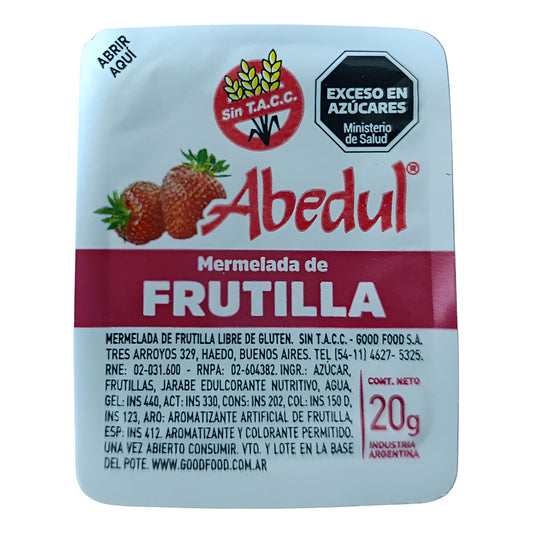 ABRIR
AQUÍ
Sin T.A.C.C.
EXCESO EN
AZÚCARES
Ministerio
de Salud
Abedul®
Mermelada de
FRUTILLA
MERMELADA DE FRUTILLA LIBRE DE GLUTEN. SIN T.A.C.C. - GOOD FOOD S.A.
TRES ARROYOS 329, HAEDO, BUENOS AIRES. TEL (54-11) 4627- 5325.
RNE: 02-031.600 - RNPA: 02-604382. INGR.: AZÚCAR,
FRUTILLAS, JARABE EDULCORANTE NUTRITIVO, AGUA,
GEL: INS 440, ACT: INS 330, CONS: INS 202, COL: INS 150 D,
INS 123, ARO: AROMATIZANTE ARTIFICIAL DE FRUTILLA,
ESP: INS 412. AROMATIZANTE Y COLORANTE PERMITIDO.
UNA VEZ ABIERTO CONSUMIR. VTO. Y LOTE EN LA BASE
DEL POTE. WWW.GOODFOOD.COM.AR
CONT. NETO
20g
INDUSTRIA
ARGENTINA